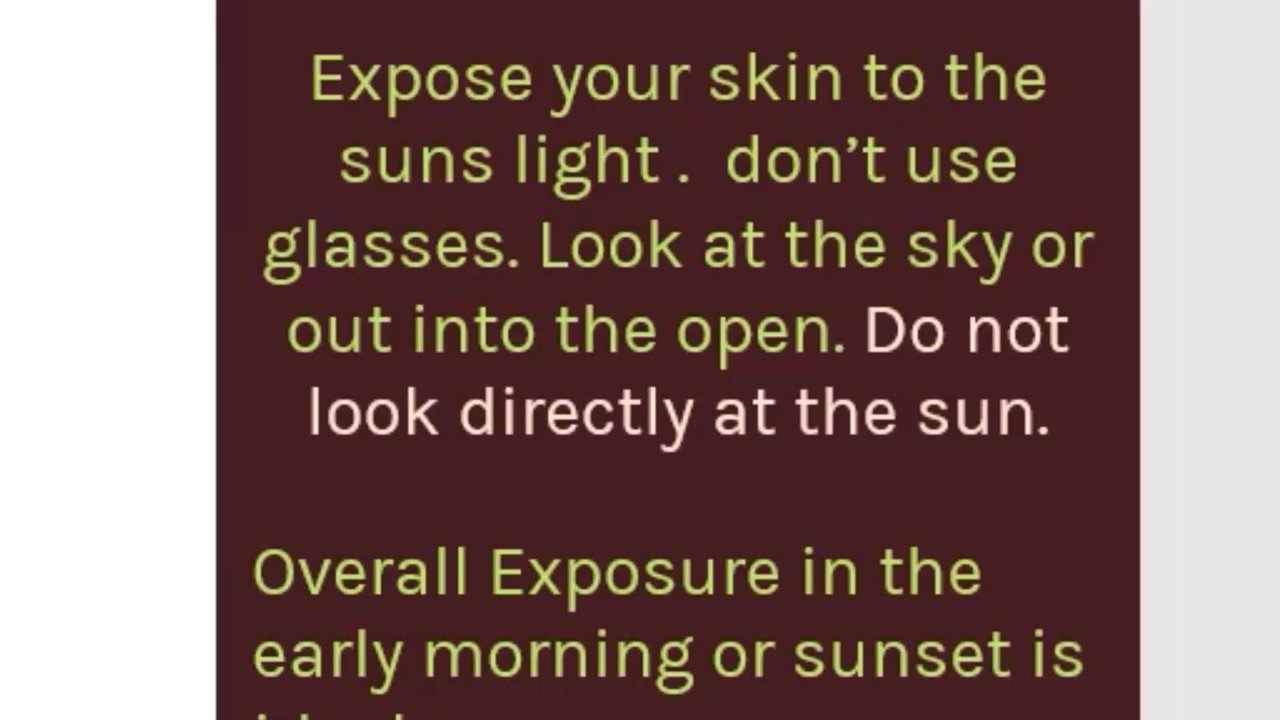 Expose your skin to the
suns light .  don’t use
glasses. Look at the sky or
out into the open. Do not
look directly at the sun.
Overall Exposure in the
early morning or sunset is